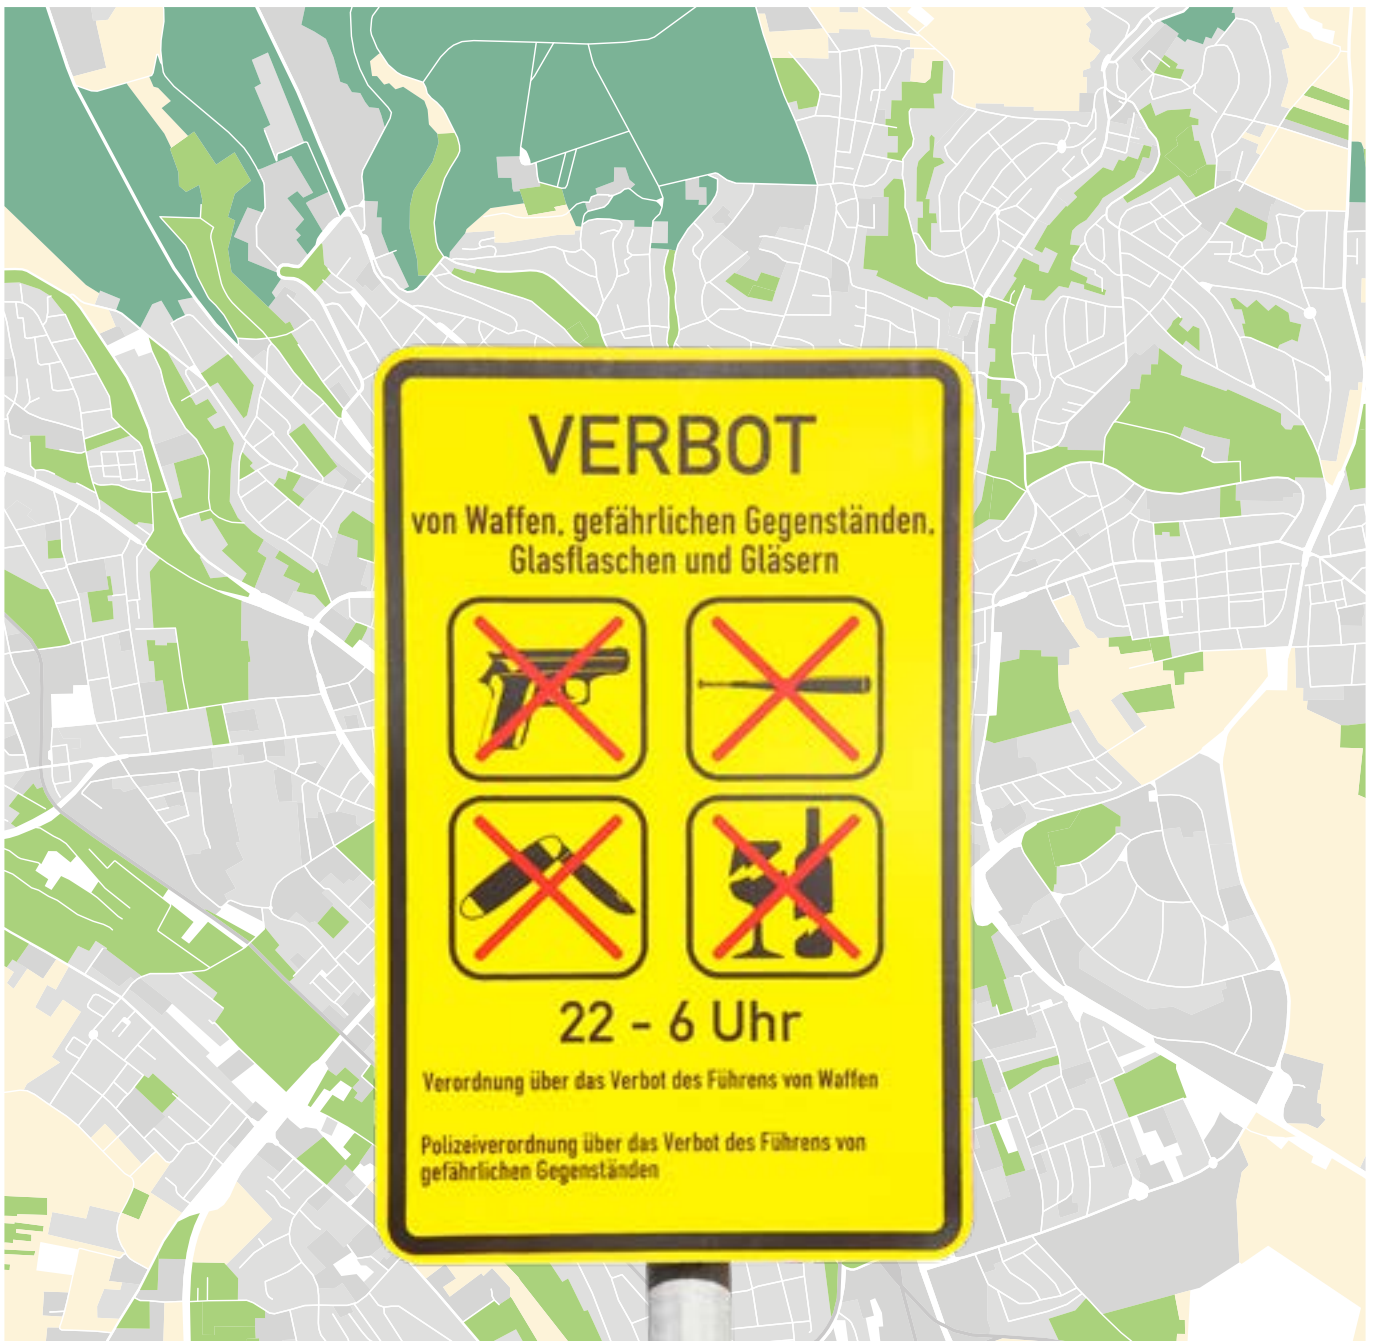 VERBOT
von Waffen, gefährlichen Gegenständen,
Glasflaschen und Gläsern
22 - 6 Uhr
Verordnung über das Verbot des Führens von Waffen
Polizeiverordnung über das Verbot des Führens von
gefährlichen Gegenständen